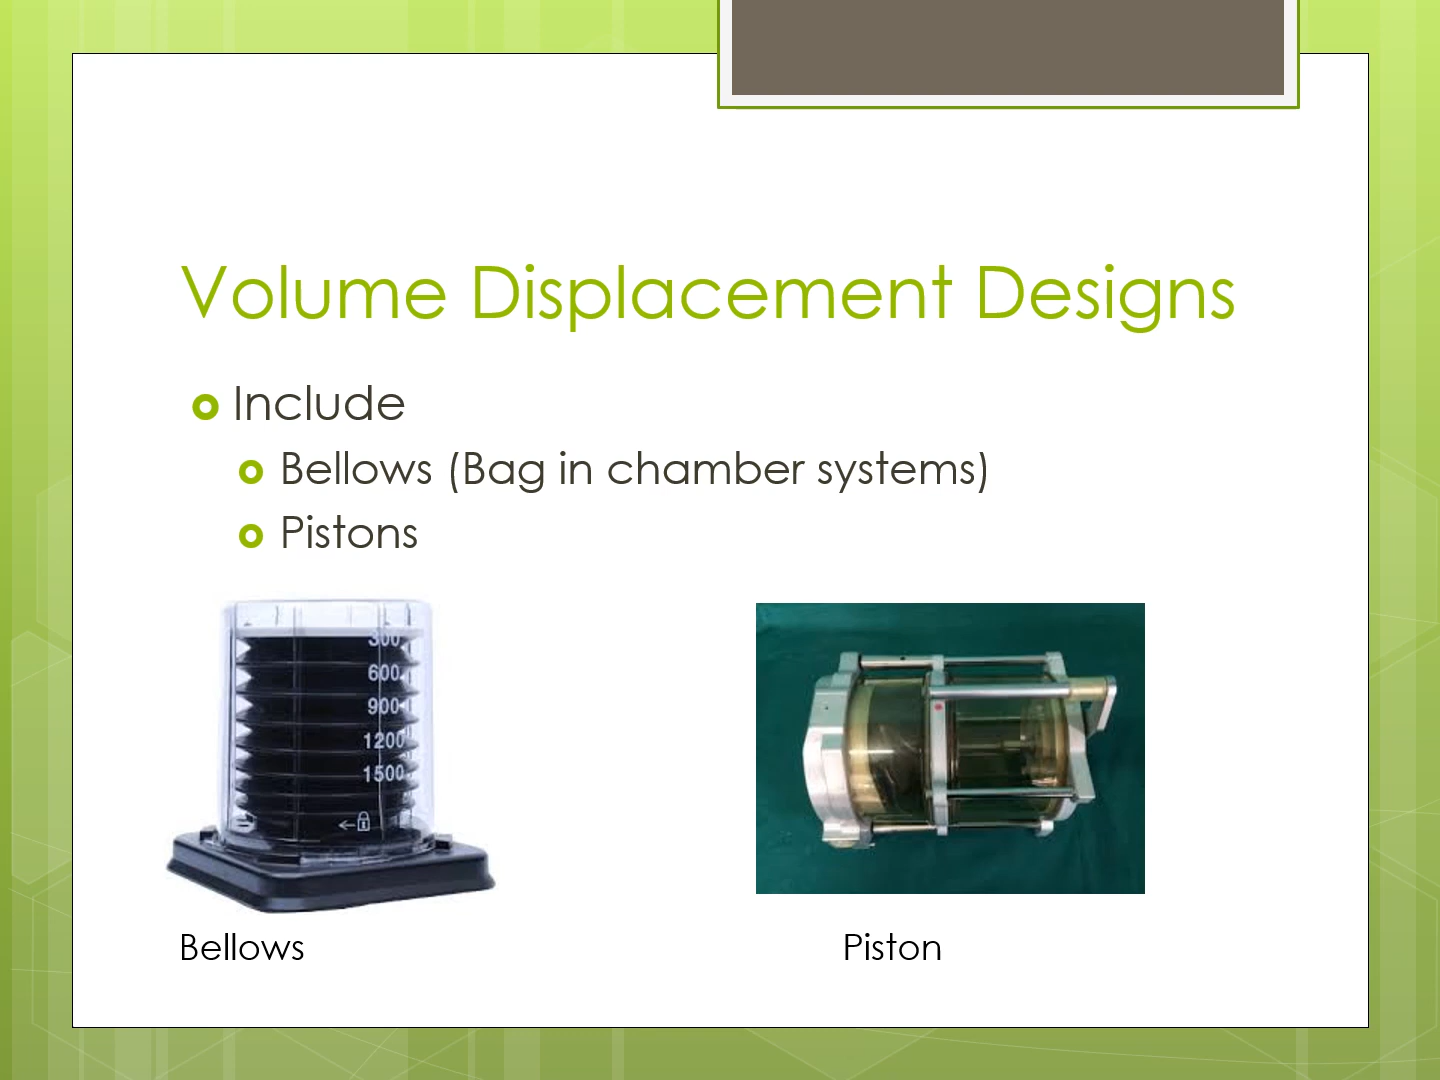 Volume Displacement Designs
Include
Bellows (Bag in chamber systems)
Pistons
300
600
900
1200
1500
Bellows
Piston